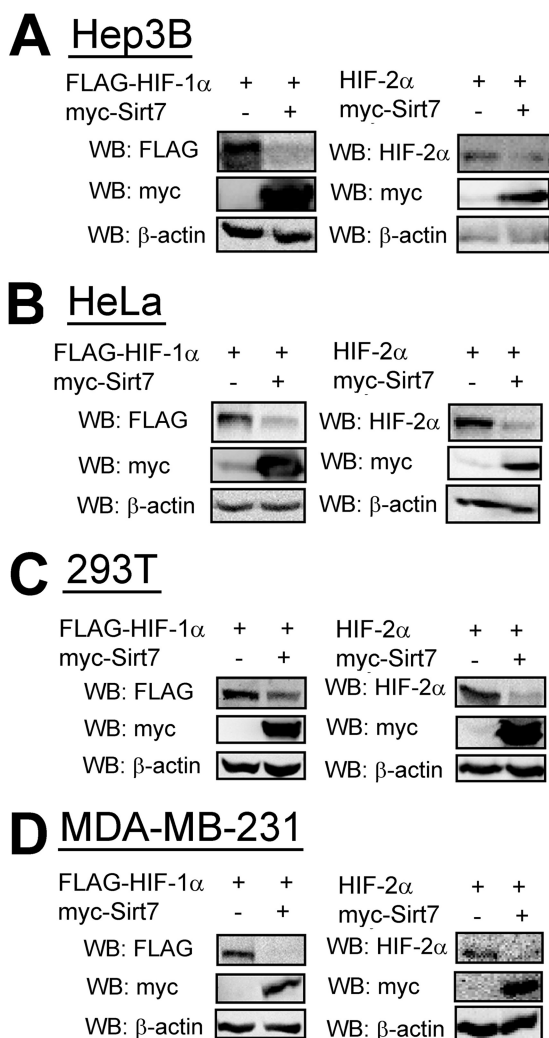 A Hep3B
FLAG-HIF-1α + +
myc-Sirt7 - +
WB: FLAG
WB: myc
WB: β-actin
HIF-2α + +
myc-Sirt7 - +
WB: HIF-2α
WB: myc
WB: β-actin
B HeLa
FLAG-HIF-1α + +
myc-Sirt7 - +
WB: FLAG
WB: myc
WB: β-actin
HIF-2α + +
myc-Sirt7 - +
WB: HIF-2α
WB: myc
WB: β-actin
C 293T
FLAG-HIF-1α + +
myc-Sirt7 - +
WB: FLAG
WB: myc
WB: β-actin
HIF-2α + +
myc-Sirt7 - +
WB: HIF-2α
WB: myc
WB: β-actin
D MDA-MB-231
FLAG-HIF-1α + +
myc-Sirt7 - +
WB: FLAG
WB: myc
WB: β-actin
HIF-2α + +
myc-Sirt7 - +
WB: HIF-2α
WB: myc
WB: β-actin